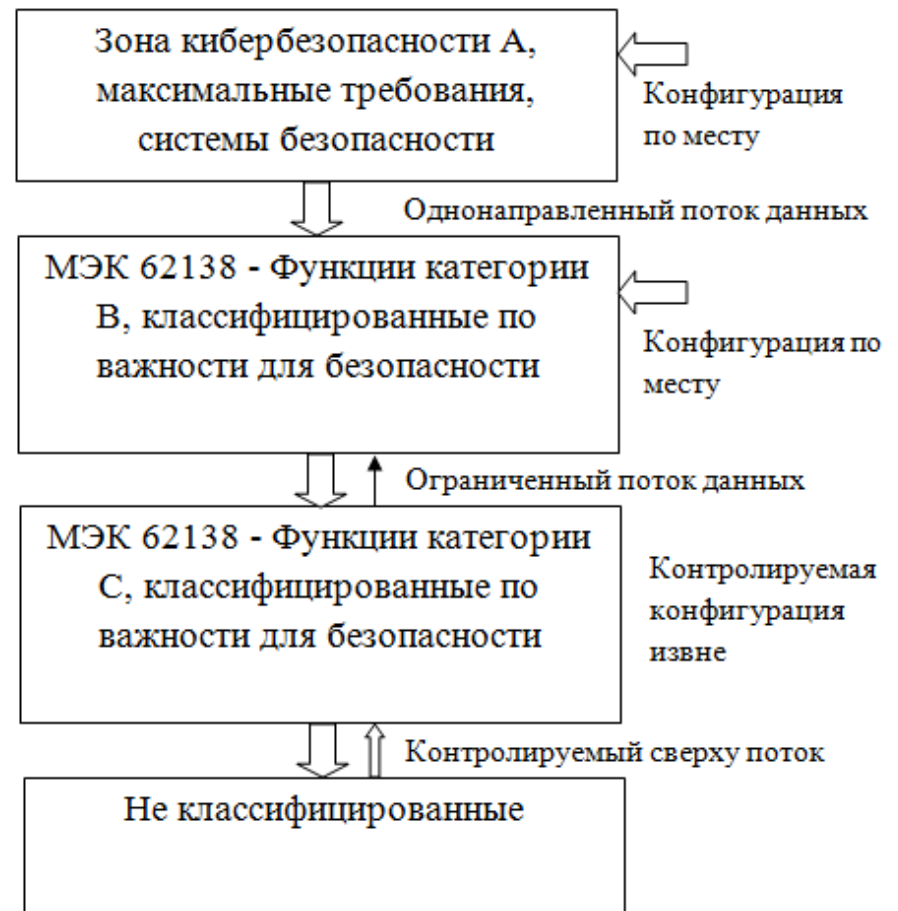 Зона кибербезопасности А,
максимальные требования,
системы безопасности
Конфигурация
по месту
Однонаправленный поток данных
МЭК 62138 - Функции категории
В, классифицированные по
важности для безопасности
Конфигурация по
месту
Ограниченный поток данных
МЭК 62138 - Функции категории
С, классифицированные по
важности для безопасности
Контролируемая
конфигурация
извне
Контролируемый сверху поток
Не классифицированные